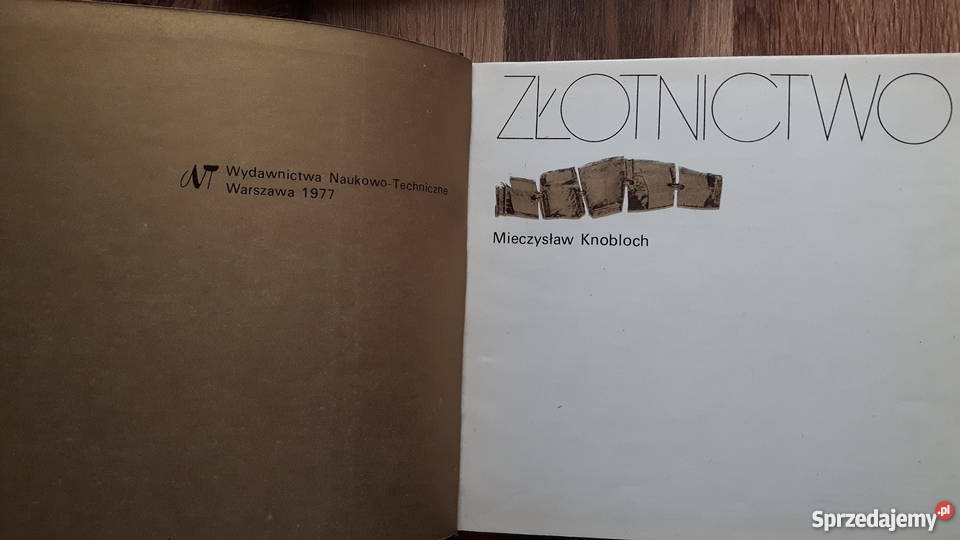 NT Wydawnictwa Naukowo-Techniczne
Warszawa 1977
ZŁOTNICTWO
Mieczysław Knobloch
Sprzedajemy.pl